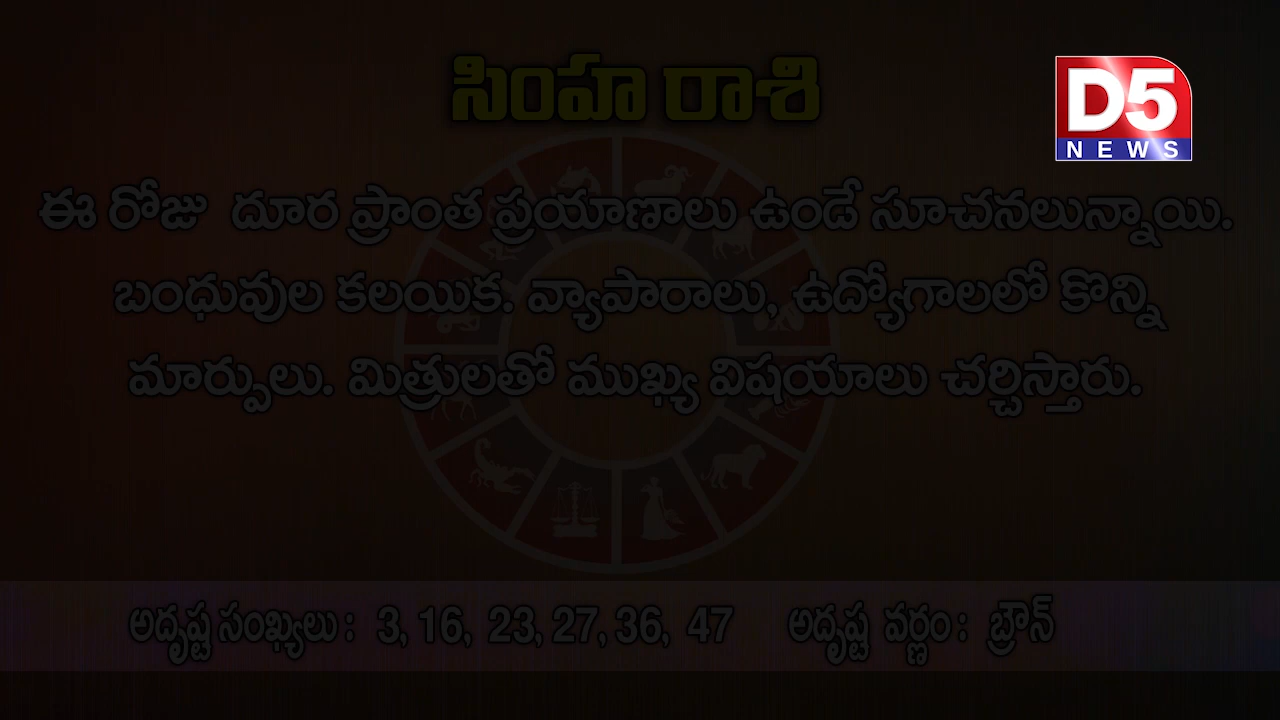 సింహ రాశి
D5
NEWS
ఈ రోజు దూర ప్రాంత ప్రయాణాలు ఉండే సూచనలున్నాయి.
బంధువుల కలయిక. వ్యాపారాలు, ఉద్యోగాలలో కొన్ని
మార్పులు. మిత్రులతో ముఖ్య విషయాలు చర్చిస్తారు.
అదృష్ట సంఖ్యలు : 3, 16, 23, 27, 36, 47 అదృష్ట వర్ణం : బ్రౌన్